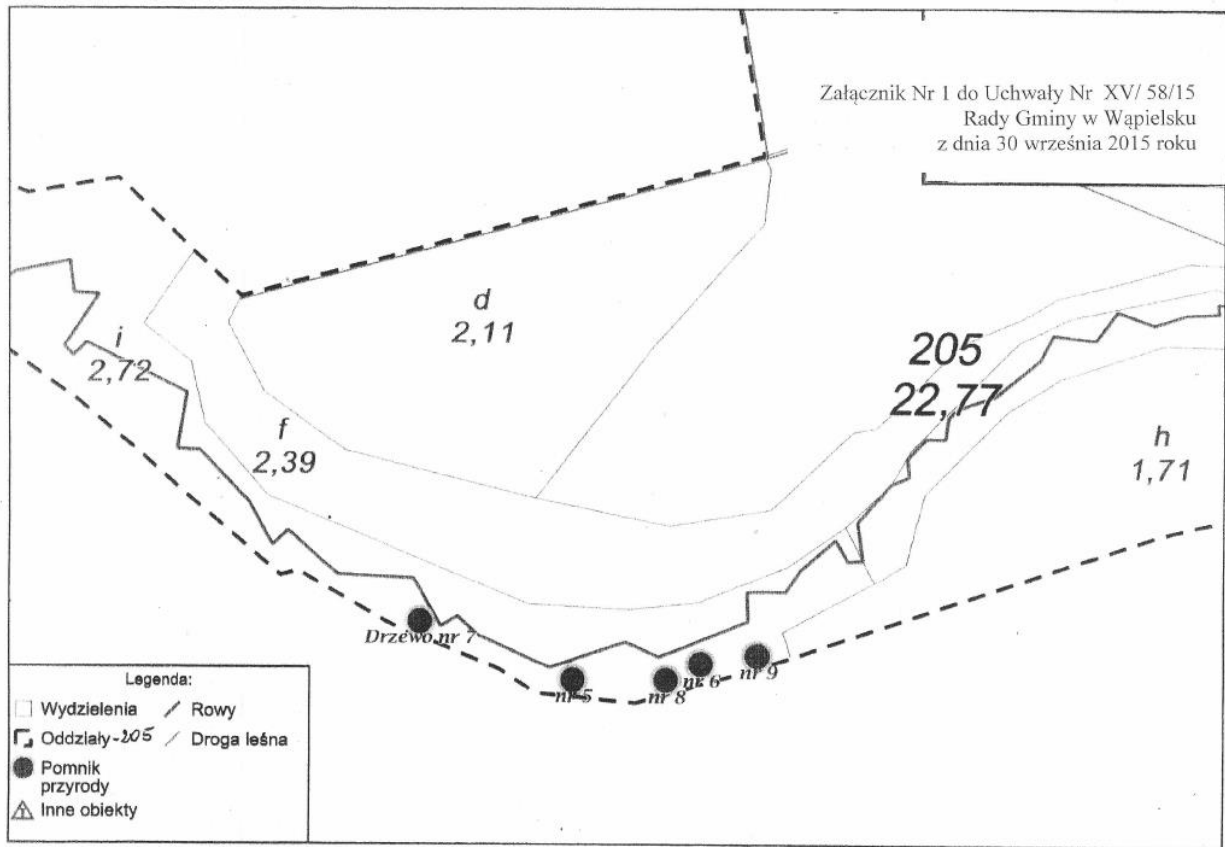 Załącznik Nr 1 do Uchwały Nr XV/ 58/15
Rady Gminy w Wąpielsku
z dnia 30 września 2015 roku
d
2,11
i
2,72
205
22,77
f
2,39
h
1,71
Drzewo nr 7
nr 5
nr 8
nr 6
nr 9
Legenda:
Wydzielenia
Rowy
Oddziały-205
Droga leśna
Pomnik
przyrody
Inne obiekty